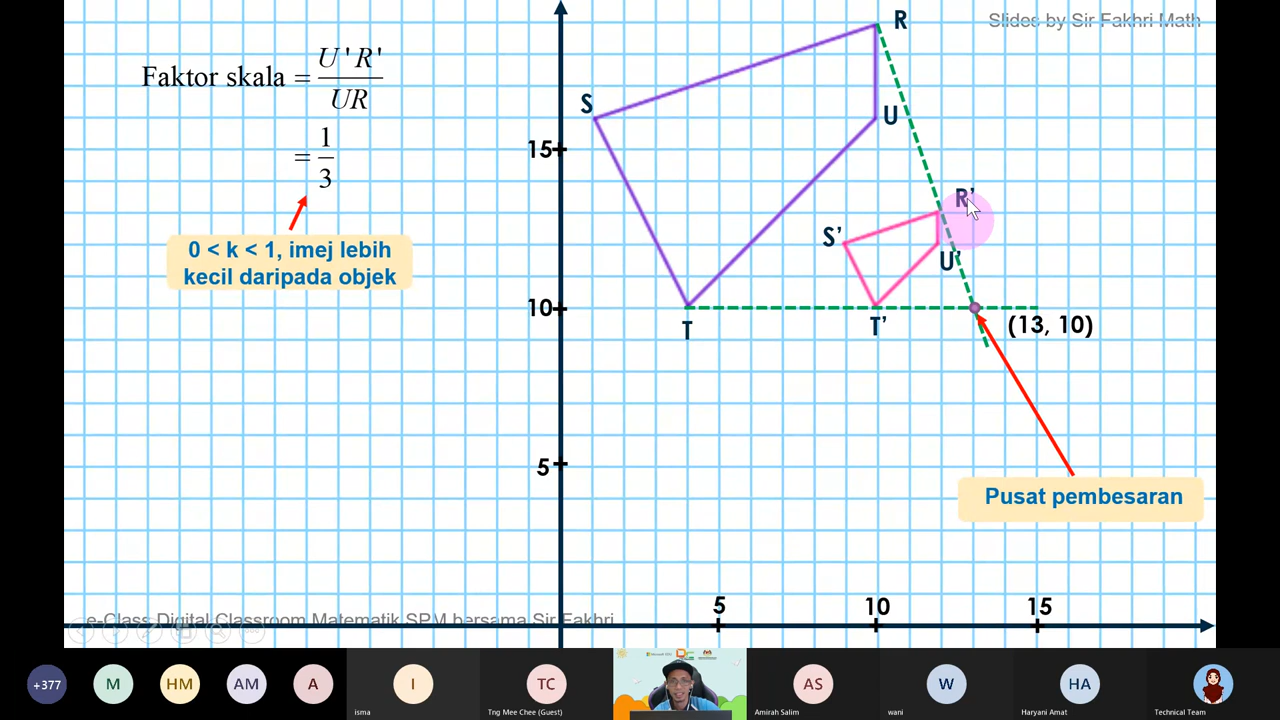 Slides by Sir Fakhri Math
Faktor skala = U'R' / UR
= 1/3
0 < k < 1, imej lebih
kecil daripada objek
R
S
U
15
R'
S'
U'
10
T
T'
(13, 10)
5
Pusat pembesaran
5
10
15
e-Class Digital Classroom Matematik SPM bersama Sir Fakhri
+377
M
HM
AM
A
I
isma
TC
Tng Mee Chee (Guest)
AS
Amirah Salim
W
wani
HA
Haryani Amat
Technical Team